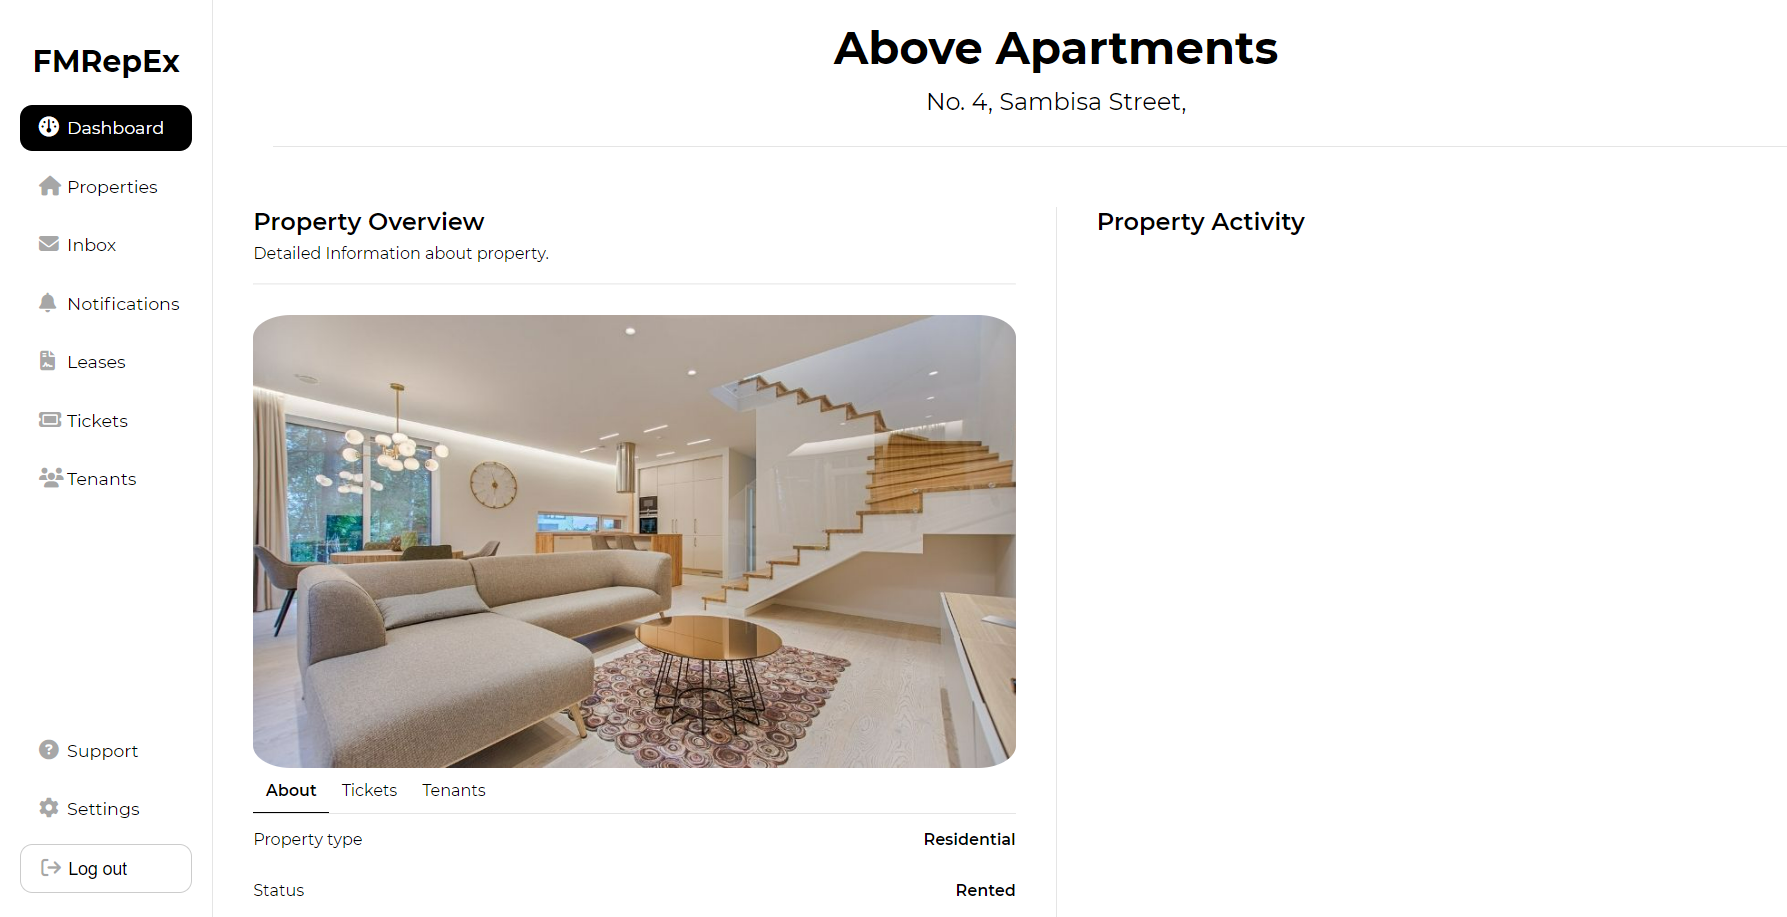 FMRepEx
Dashboard
Properties
Inbox
Notifications
Leases
Tickets
Tenants
Support
Settings
Log out
Above Apartments
No. 4, Sambisa Street,
Property Overview
Detailed Information about property.
About Tickets Tenants
Property type Residential
Status Rented
Property Activity